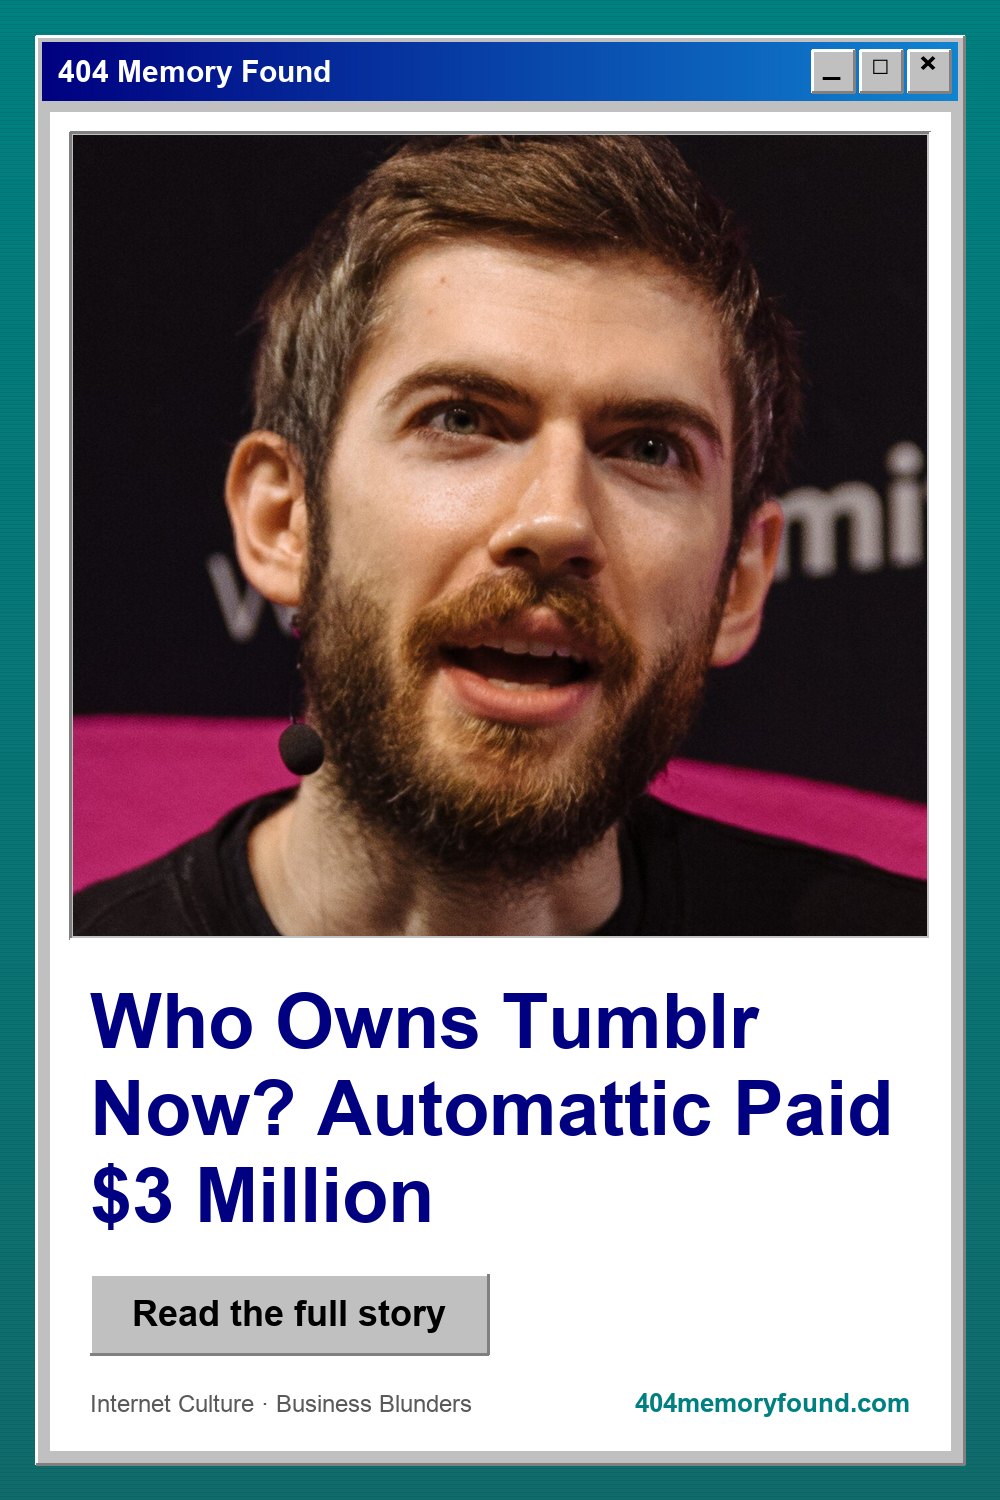 404 Memory Found
mi
Who Owns Tumblr
Now? Automattic Paid
$3 Million
Read the full story
Internet Culture · Business Blunders
404memoryfound.com